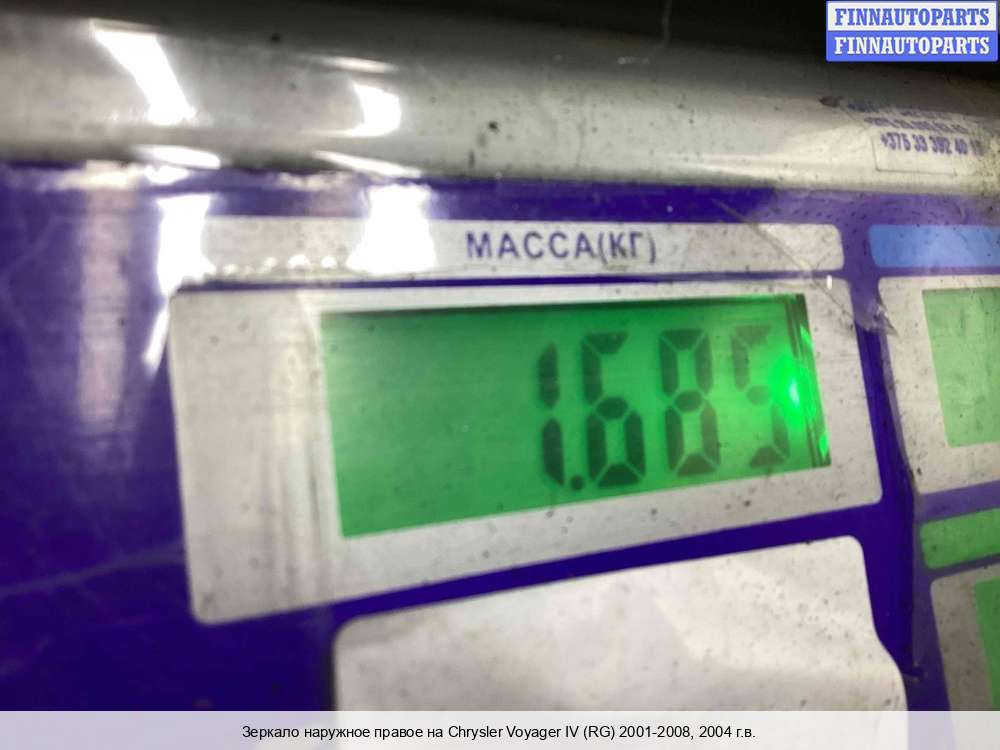 FINNAUTOPARTS
FINNAUTOPARTS
+375 33 392 40
МАССА(КГ)
1.685
Зеркало наружное правое на Chrysler Voyager IV (RG) 2001-2008, 2004 г.в.